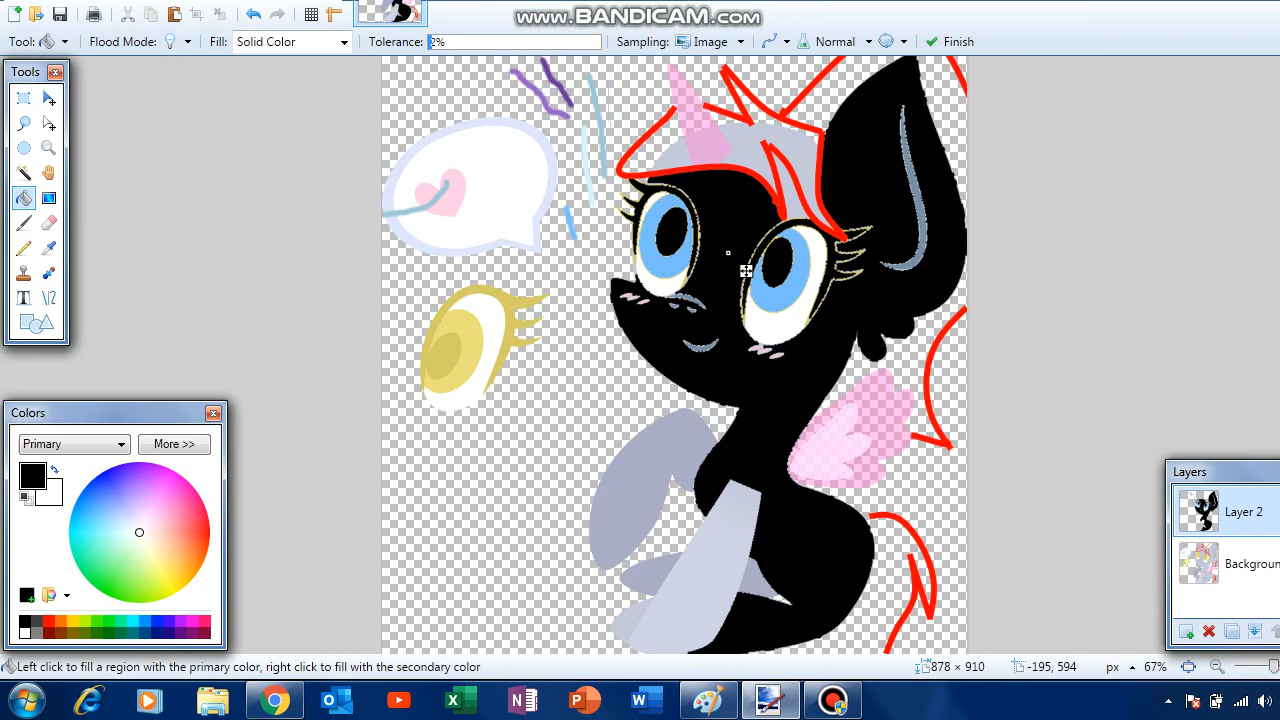 www.BANDICAM.com
Tool: Flood Mode: Fill: Solid Color Tolerance: 2% Sampling: Image Normal Finish
Tools
Colors
Primary More >>
Layers
Layer 2
Backgroun
Left click to fill a region with the primary color, right click to fill with the secondary color 878 × 910 -195, 594 px 67%